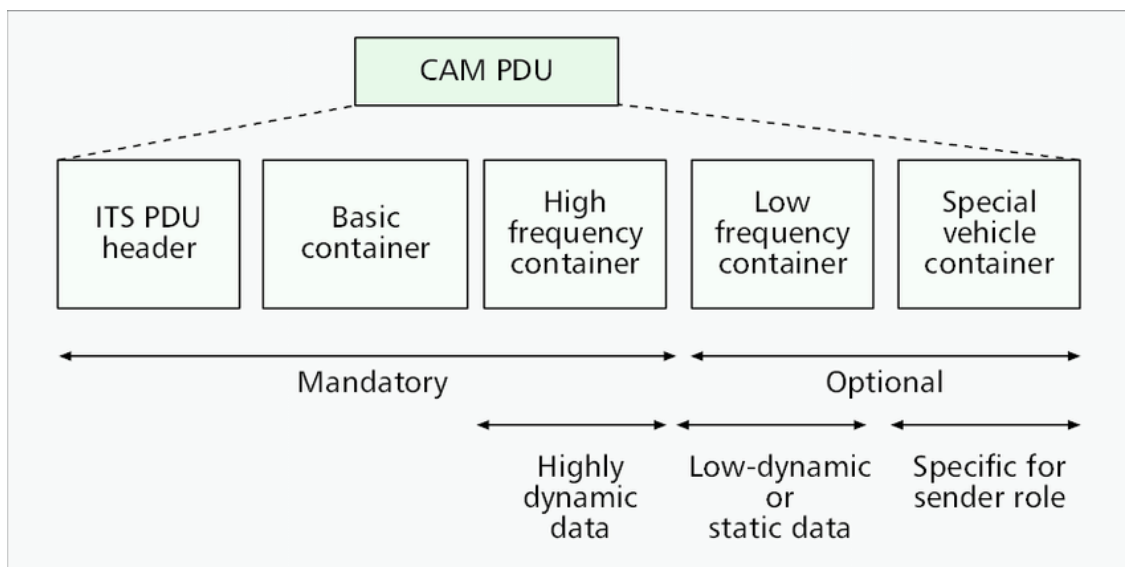 CAM PDU
ITS PDU
header
Basic
container
High
frequency
container
Low
frequency
container
Special
vehicle
container
Mandatory
Optional
Highly
dynamic
data
Low-dynamic
or
static data
Specific for
sender role